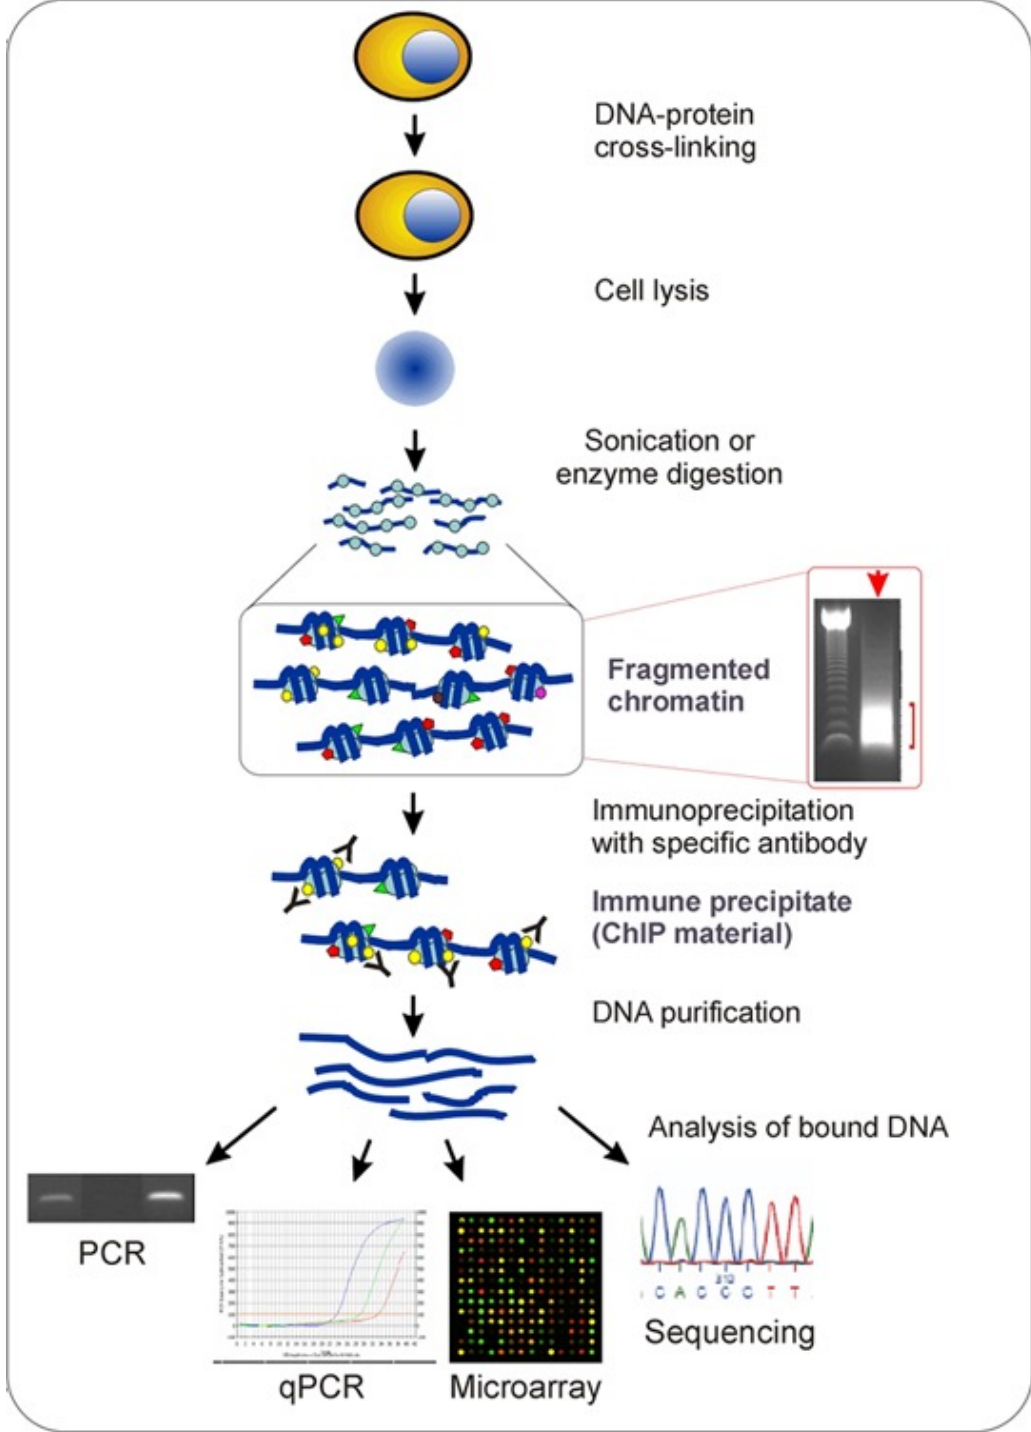 DNA-protein
cross-linking
Cell lysis
Sonication or
enzyme digestion
Fragmented
chromatin
Immunoprecipitation
with specific antibody
Immune precipitate
(ChIP material)
DNA purification
Analysis of bound DNA
PCR
qPCR
Microarray
310
C A C C C T T
Sequencing